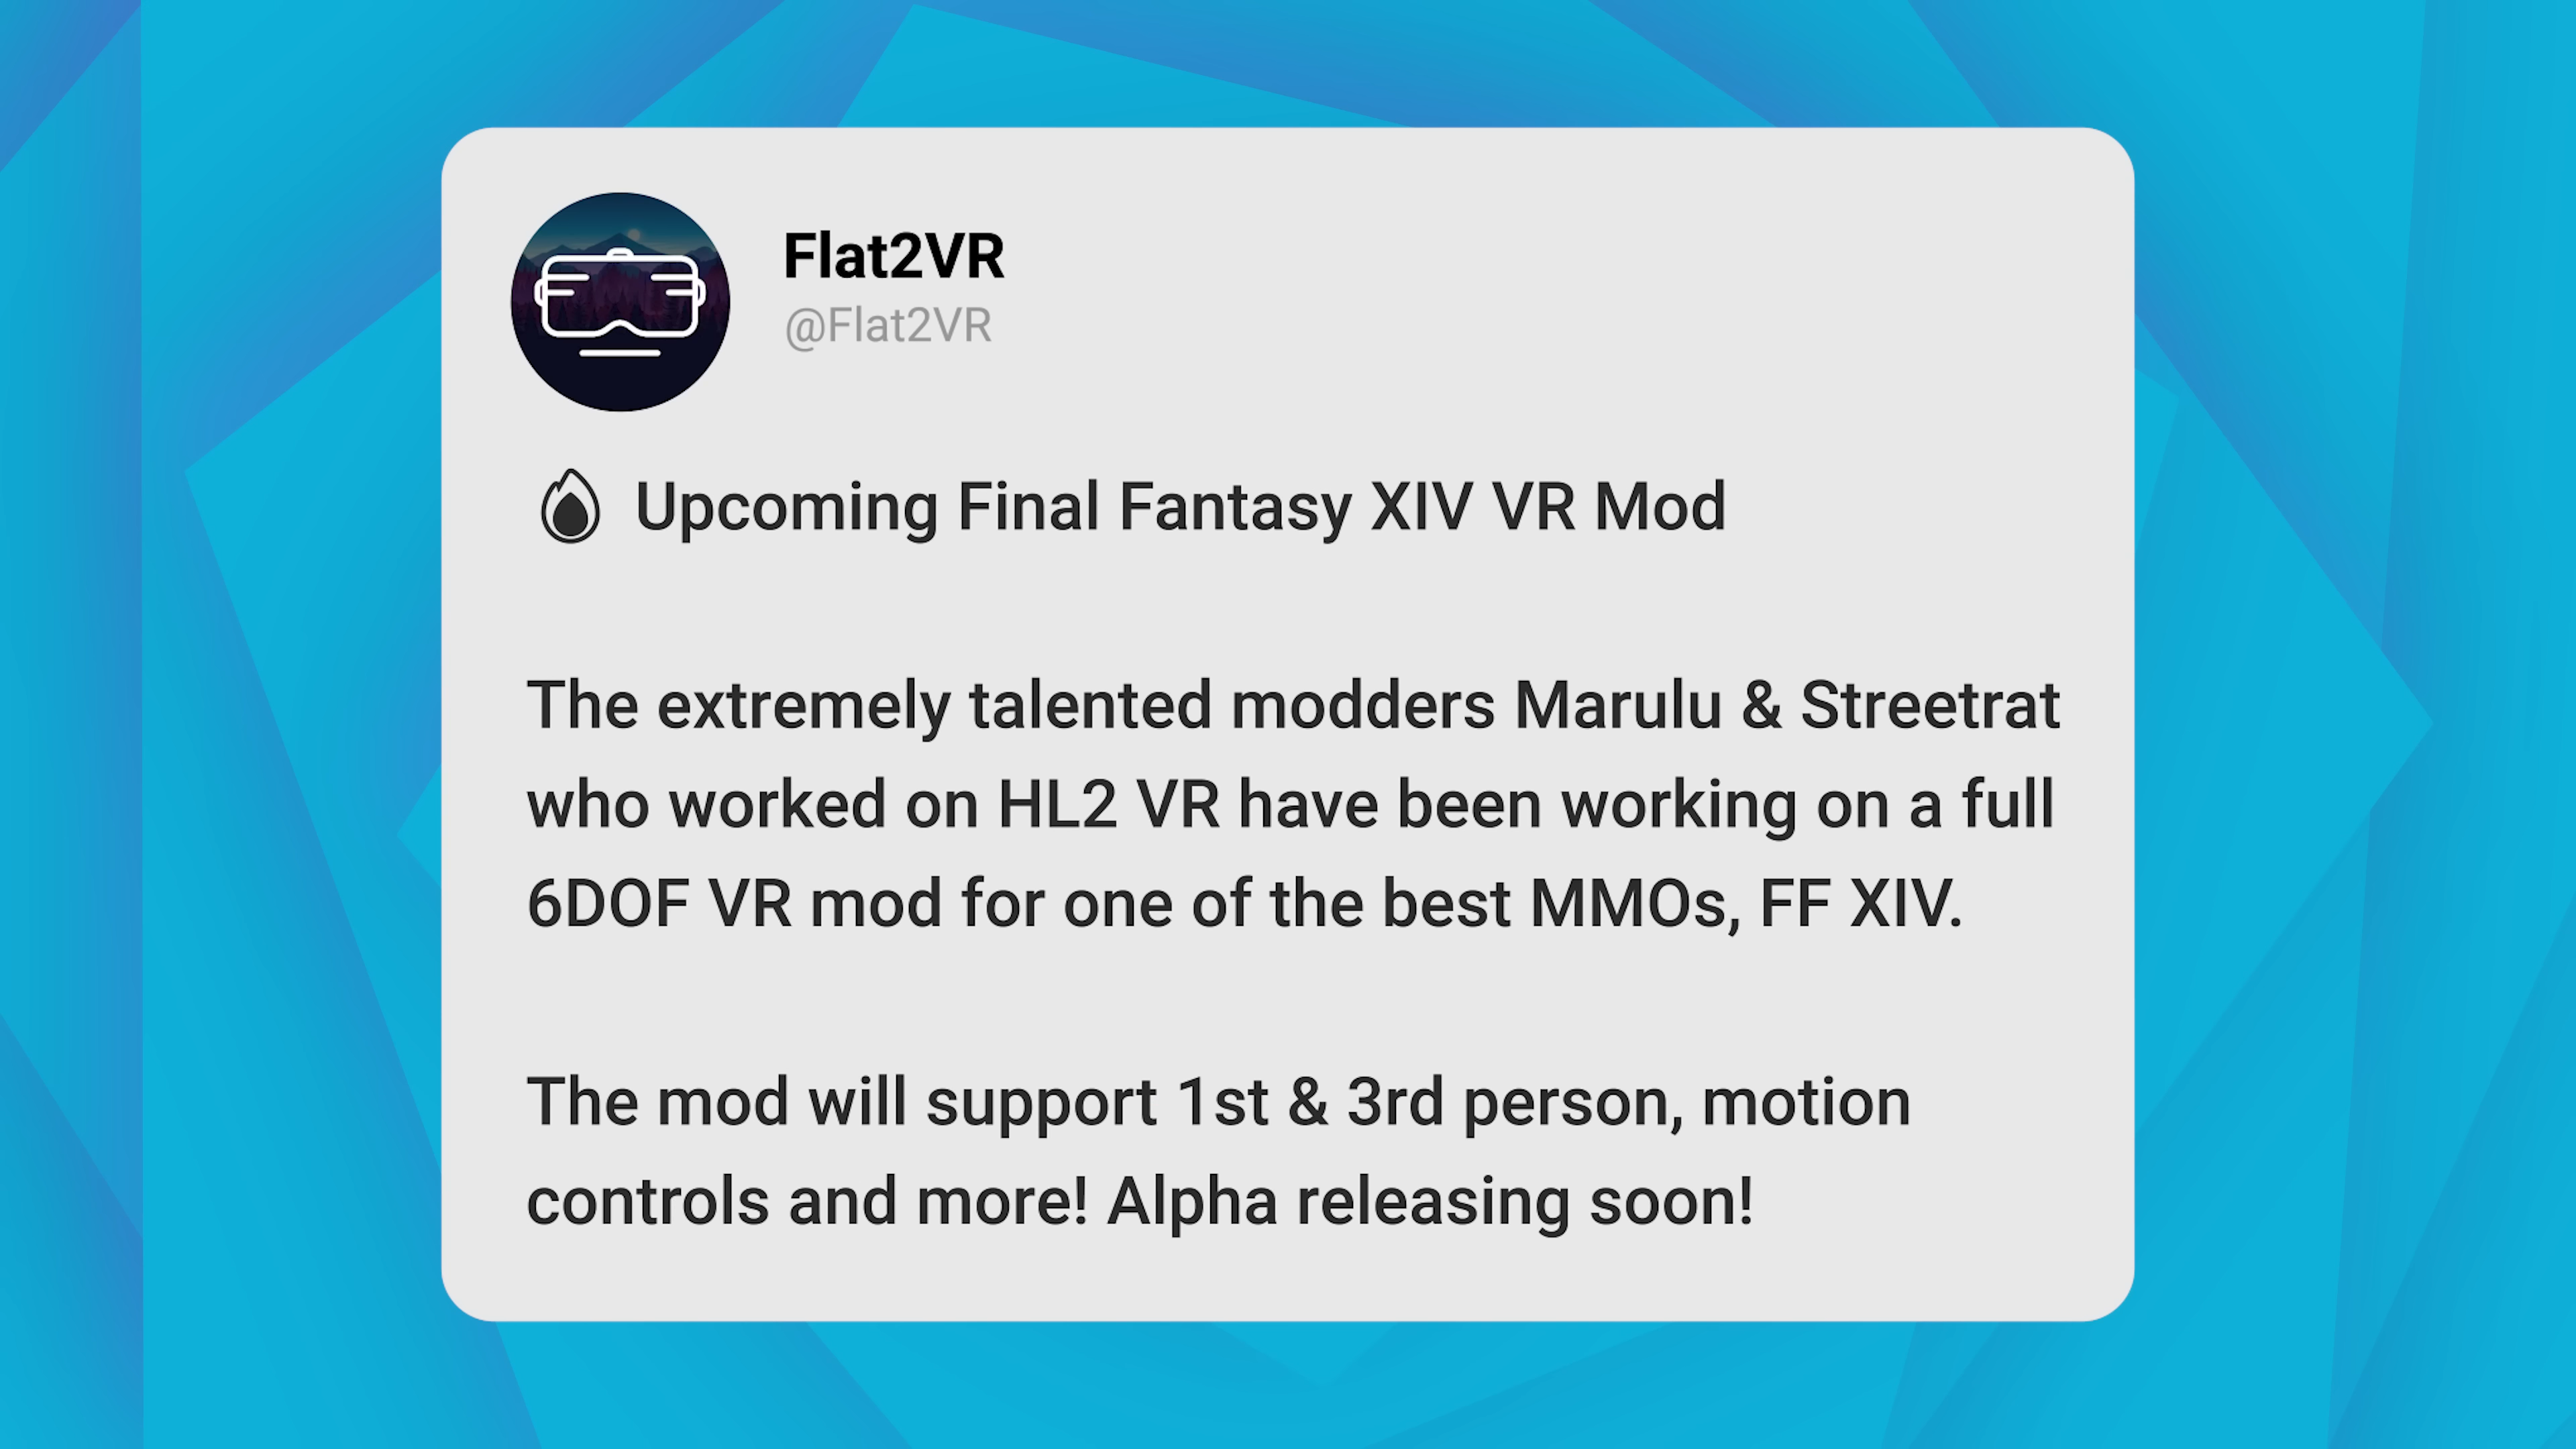 Flat2VR
@Flat2VR
Upcoming Final Fantasy XIV VR Mod
The extremely talented modders Marulu & Streetrat
who worked on HL2 VR have been working on a full
6DOF VR mod for one of the best MMOs, FF XIV.
The mod will support 1st & 3rd person, motion
controls and more! Alpha releasing soon!